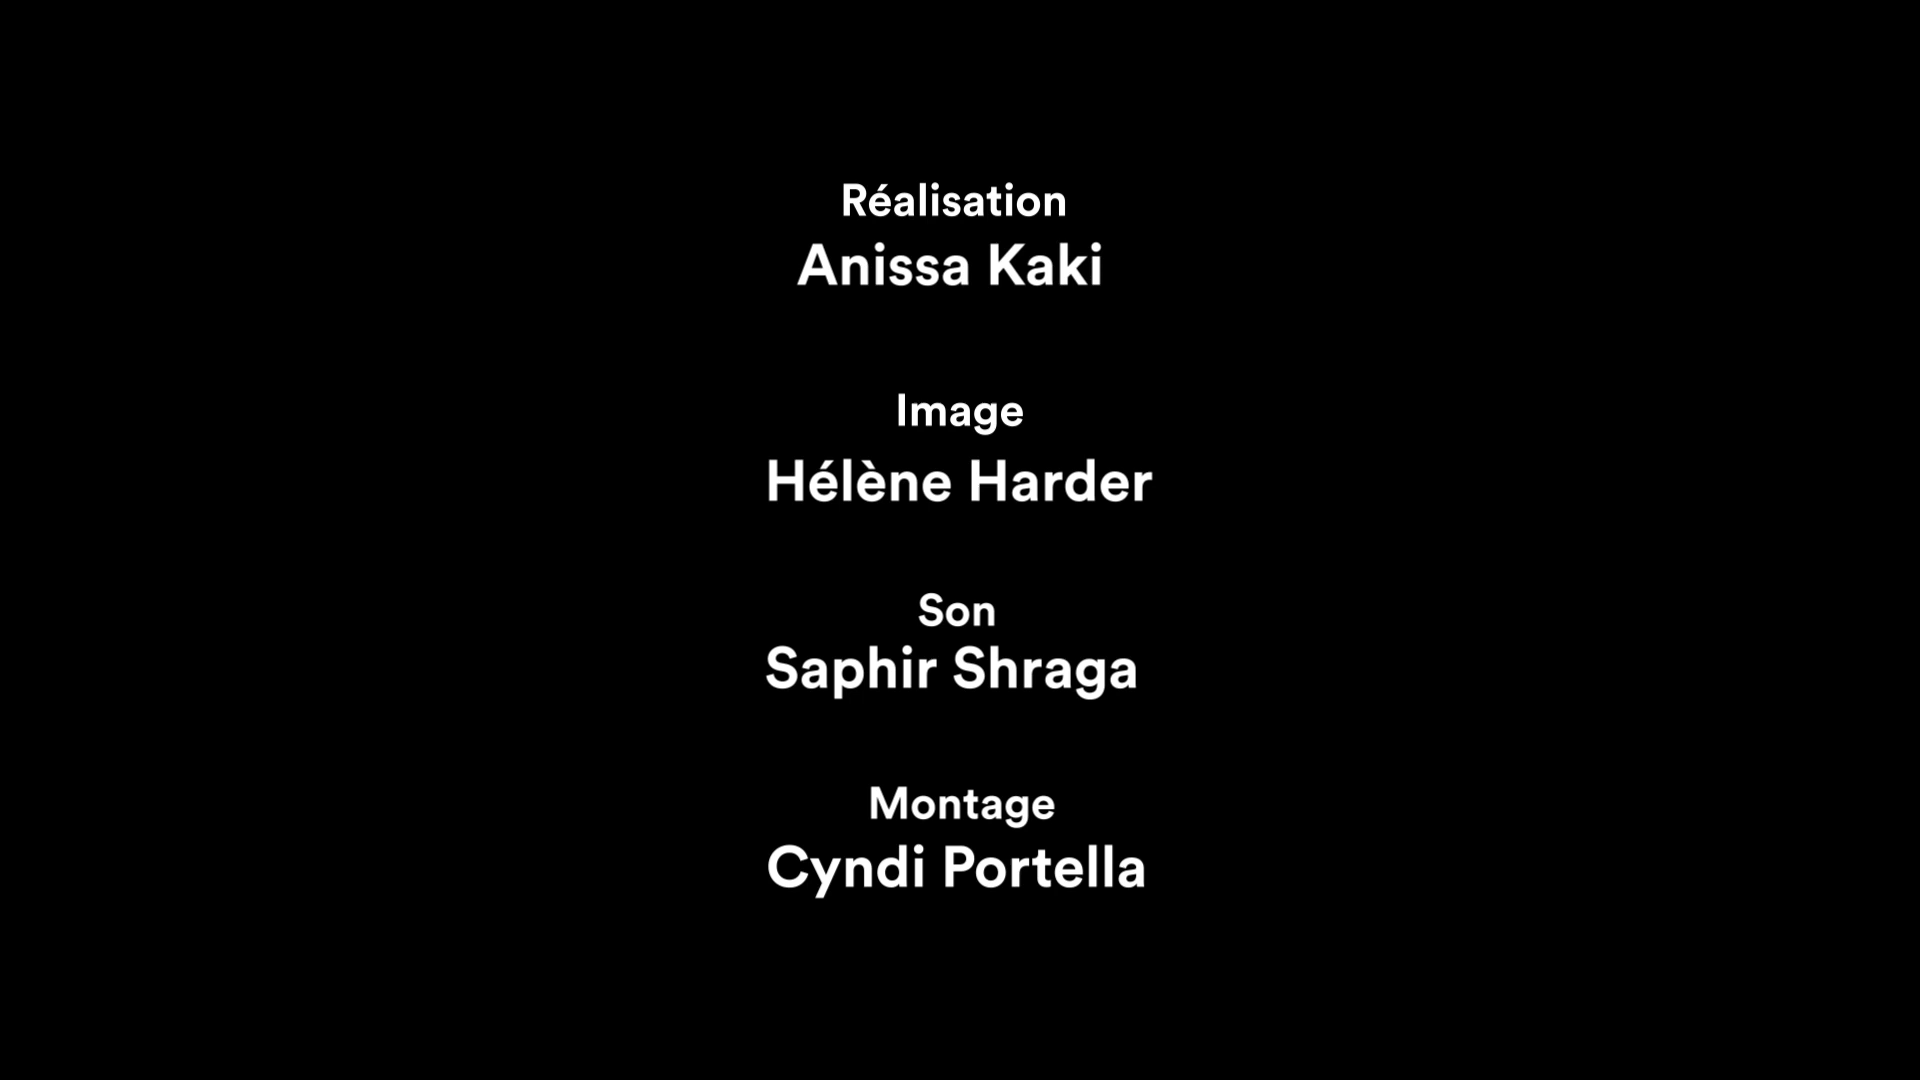 Réalisation
Anissa Kaki
Image
Hélène Harder
Son
Saphir Shraga
Montage
Cyndi Portella